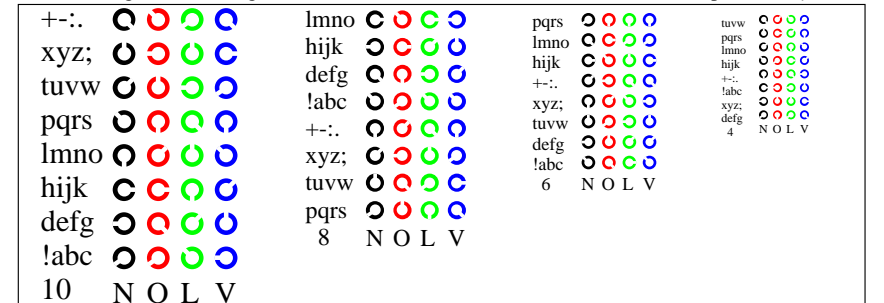 +-:.
xyz;
tuvw
pqrs
lmno
hijk
defg
!abc
10 N O L V
lmno
hijk
defg
!abc
+-:.
xyz;
tuvw
pqrs
8 N O L V
pqrs
lmno
hijk
+-:.
xyz;
tuvw
defg
!abc
6 N O L V
tuvw
pqrs
lmno
hijk
+-:.
!abc
xyz;
defg
4 N O L V